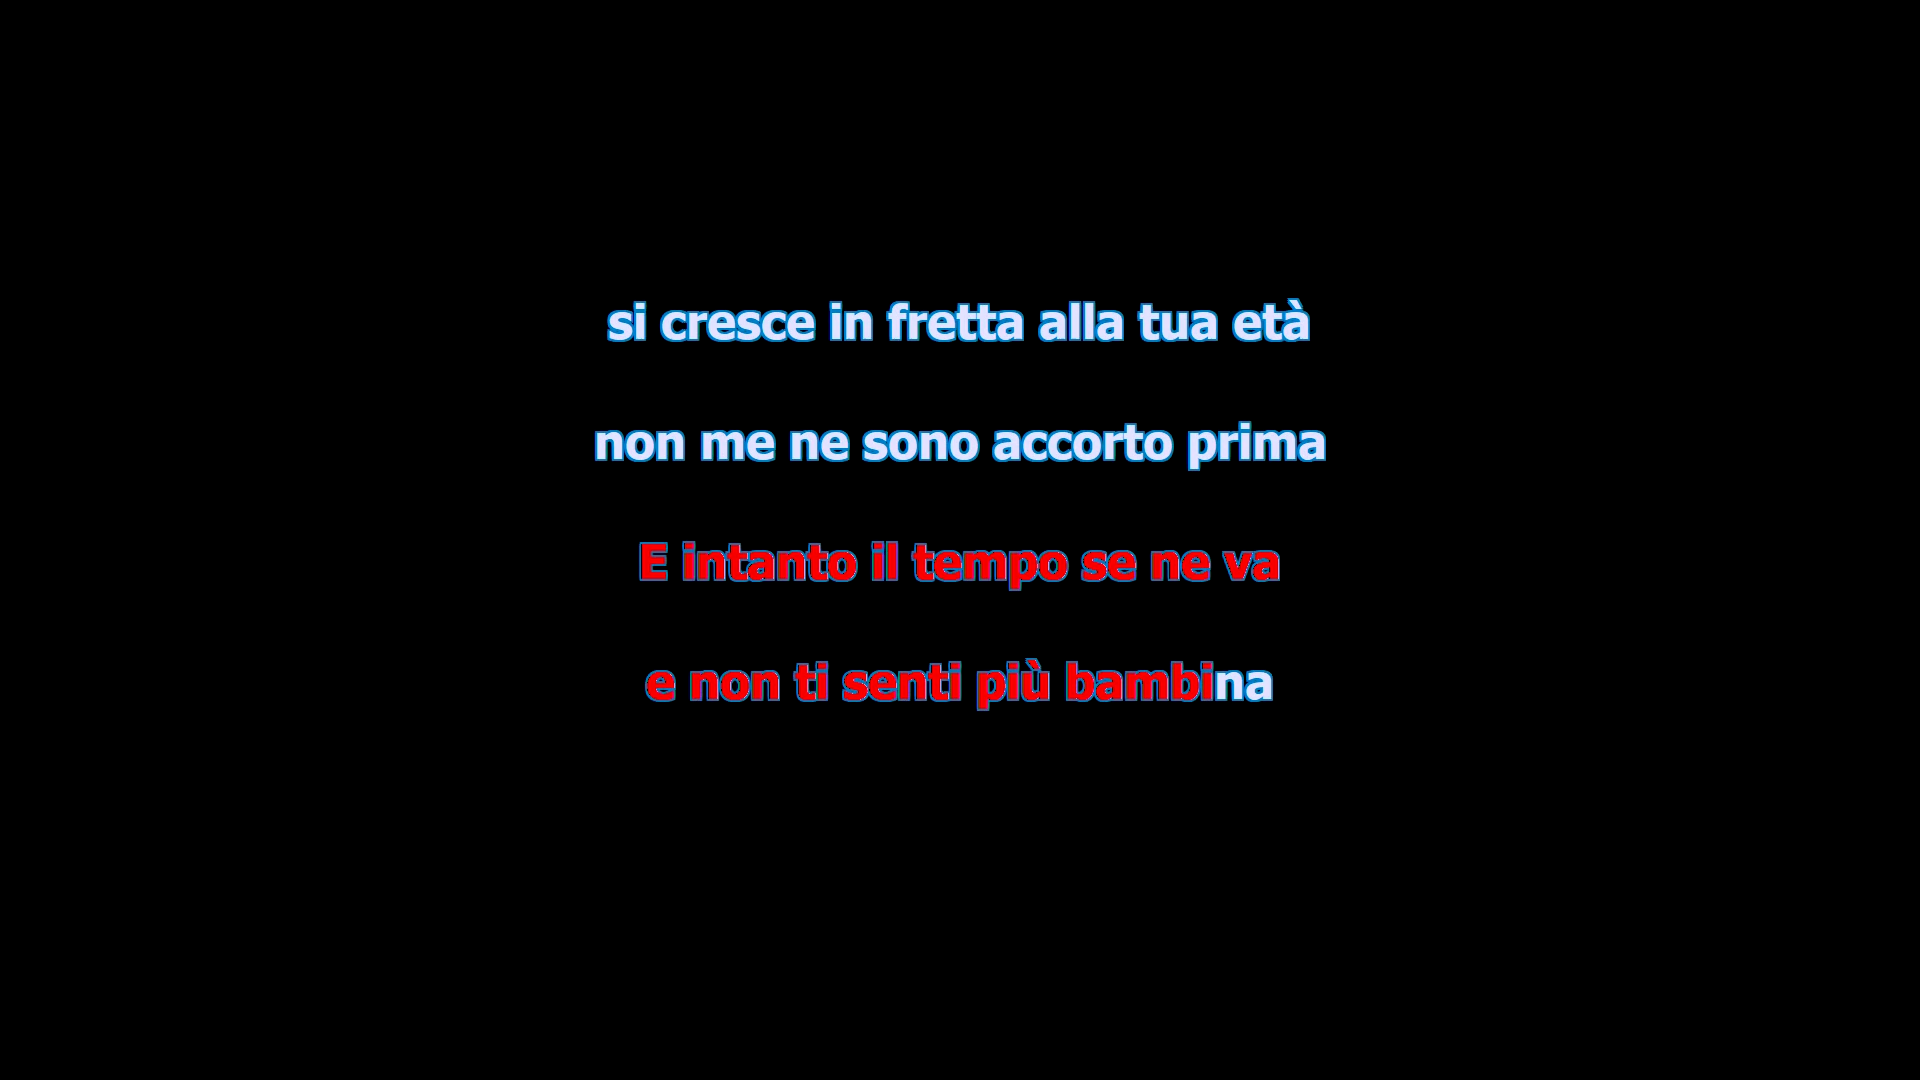 si cresce in fretta alla tua età
non me ne sono accorto prima
E intanto il tempo se ne va
e non ti senti più bambina